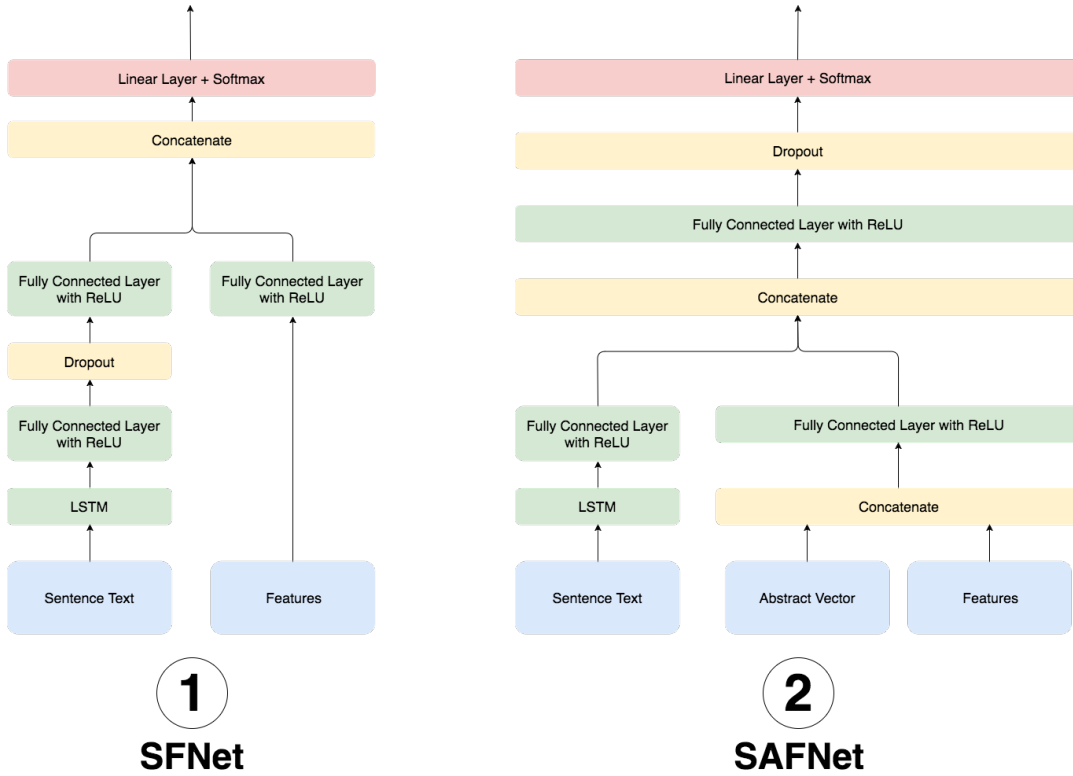 Linear Layer + Softmax
Concatenate
Fully Connected Layer
with ReLU
Fully Connected Layer
with ReLU
Dropout
Fully Connected Layer
with ReLU
LSTM
Sentence Text
Features
1
SFNet
Linear Layer + Softmax
Dropout
Fully Connected Layer with ReLU
Concatenate
Fully Connected Layer
with ReLU
Fully Connected Layer with ReLU
LSTM
Concatenate
Sentence Text
Abstract Vector
Features
2
SAFNet